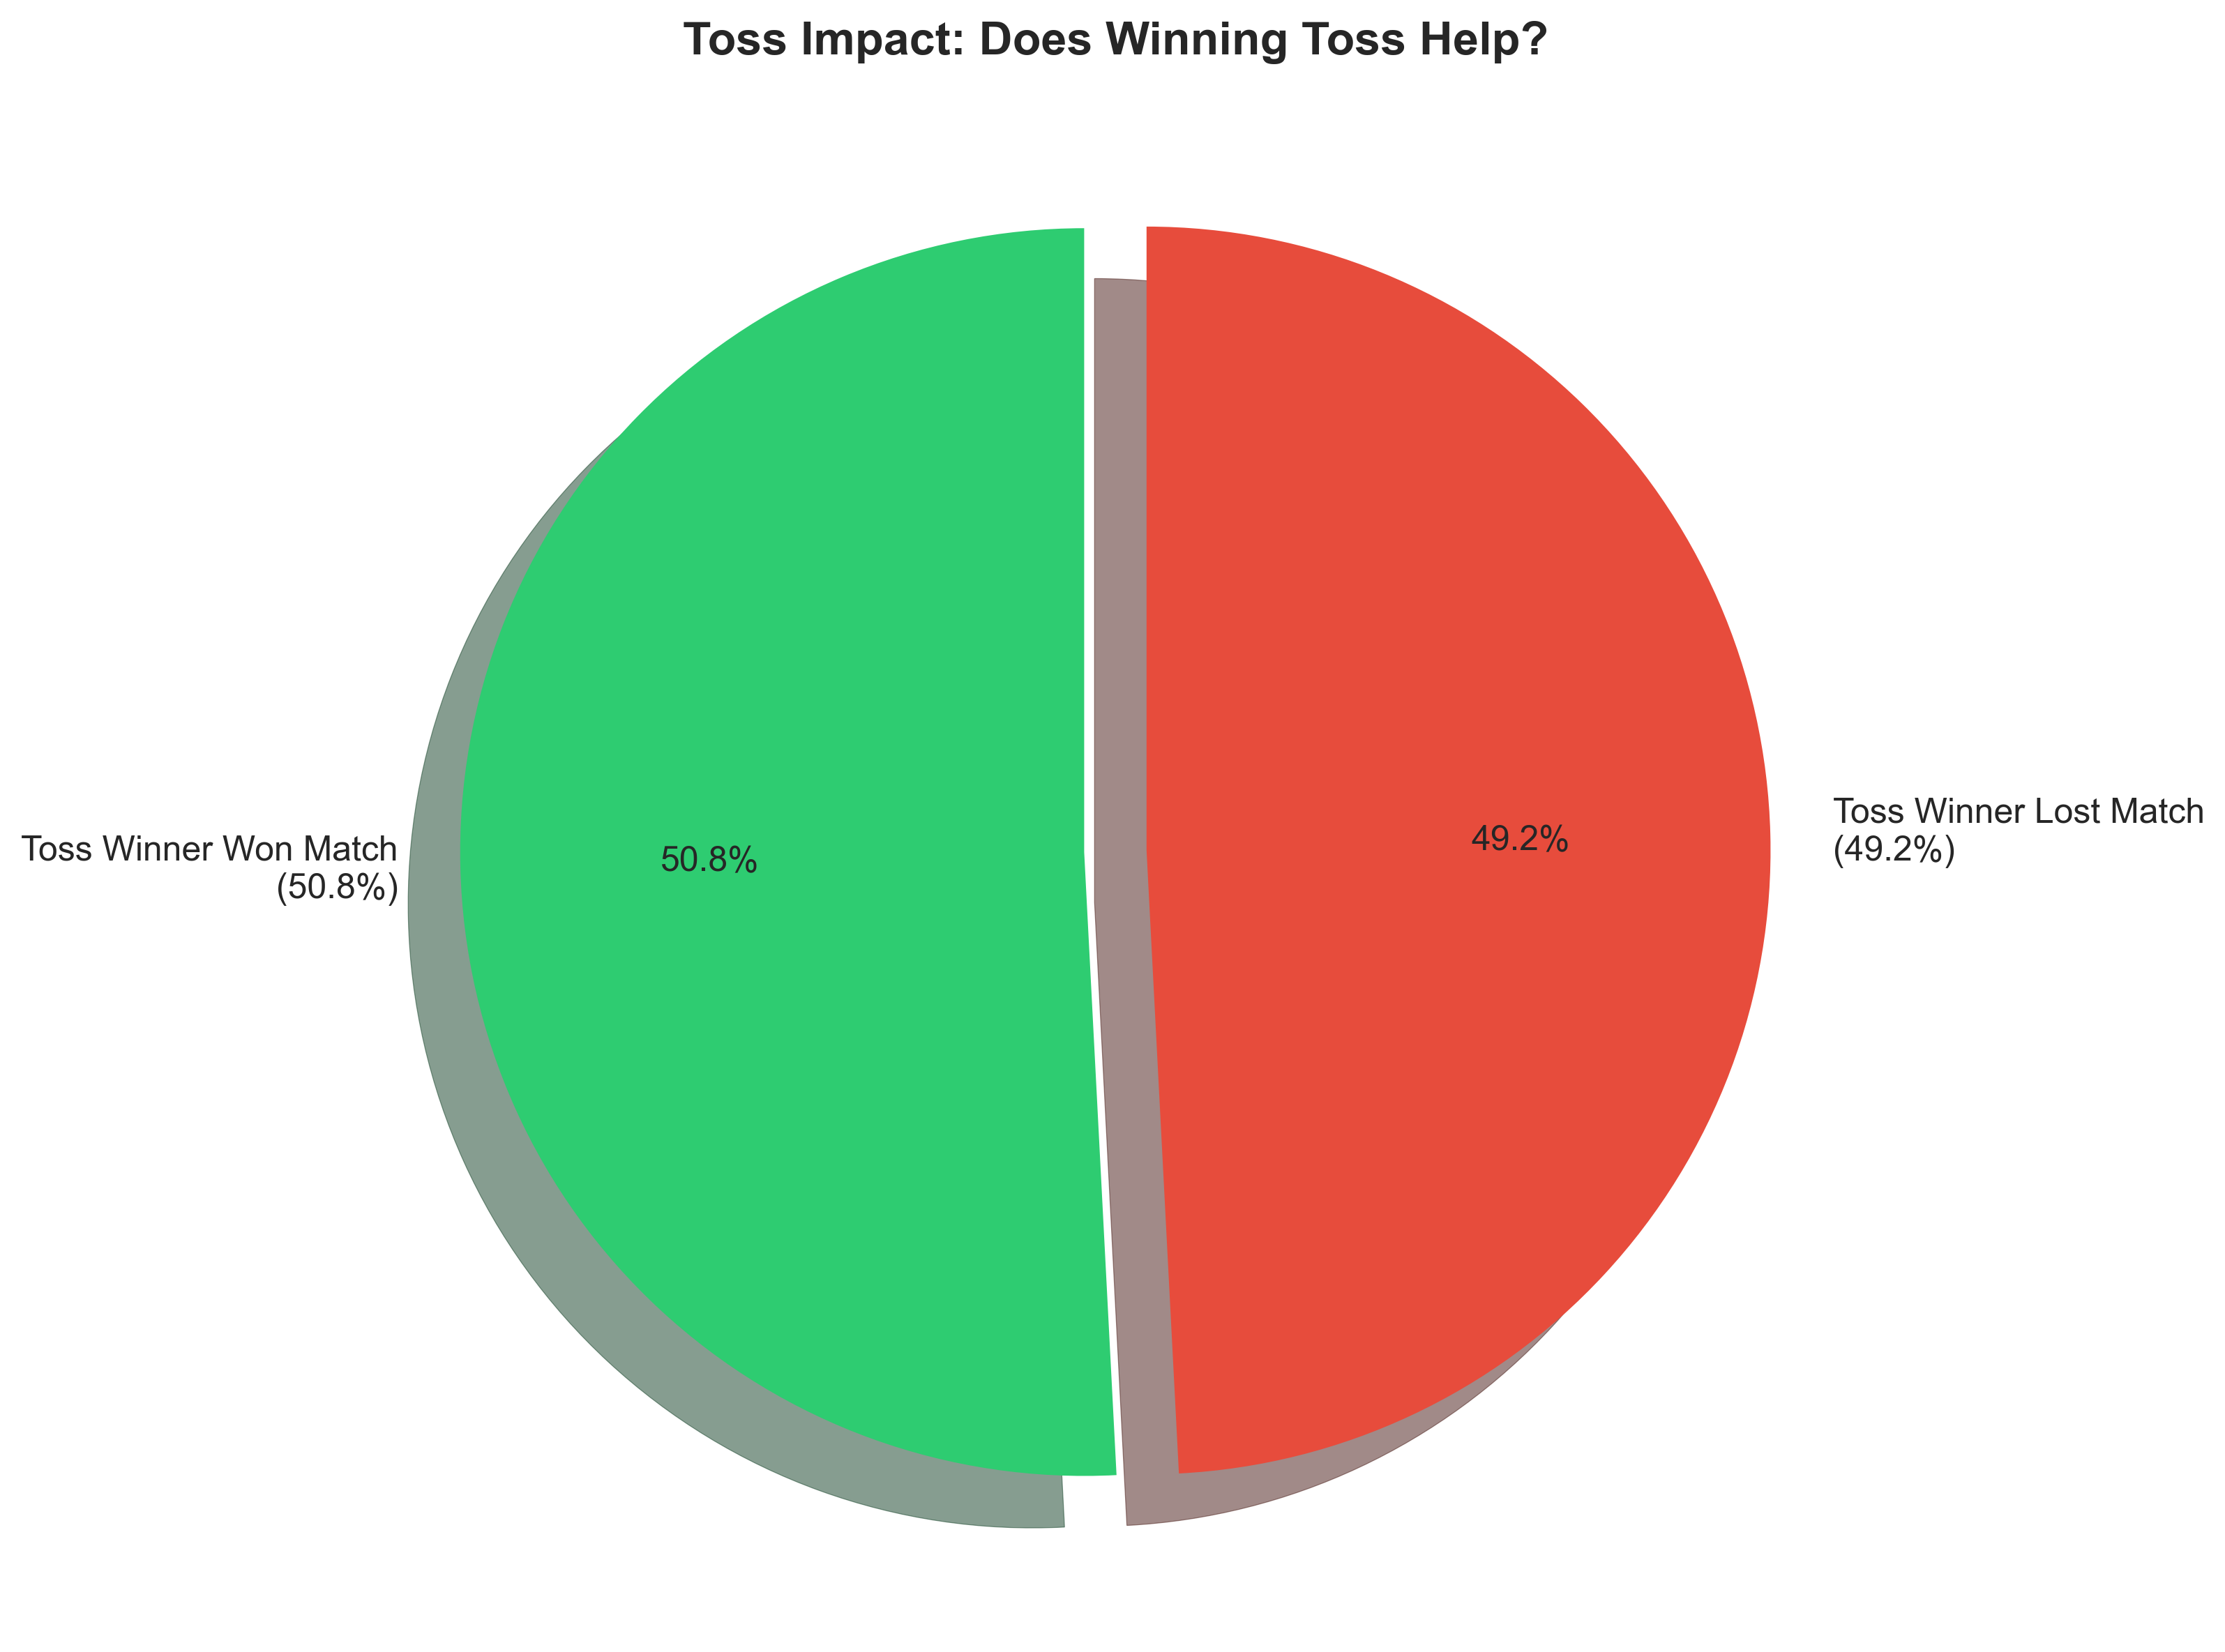 Toss Impact: Does Winning Toss Help?
Toss Winner Won Match
(50.8%)
50.8%
49.2%
Toss Winner Lost Match
(49.2%)